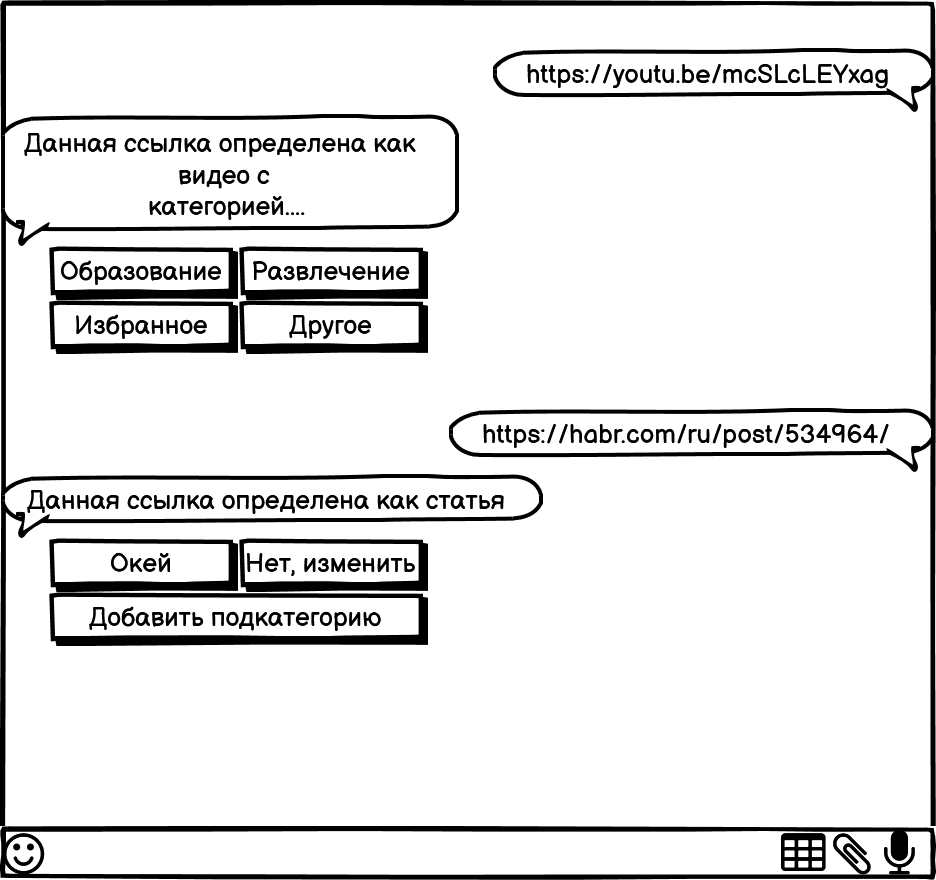 https://youtu.be/mcSLcLEYxag
Данная ссылка определена как
видео с
категорией....
Образование Развлечение
Избранное Другое
https://habr.com/ru/post/534964/
Данная ссылка определена как статья
Окей Нет, изменить
Добавить подкатегорию